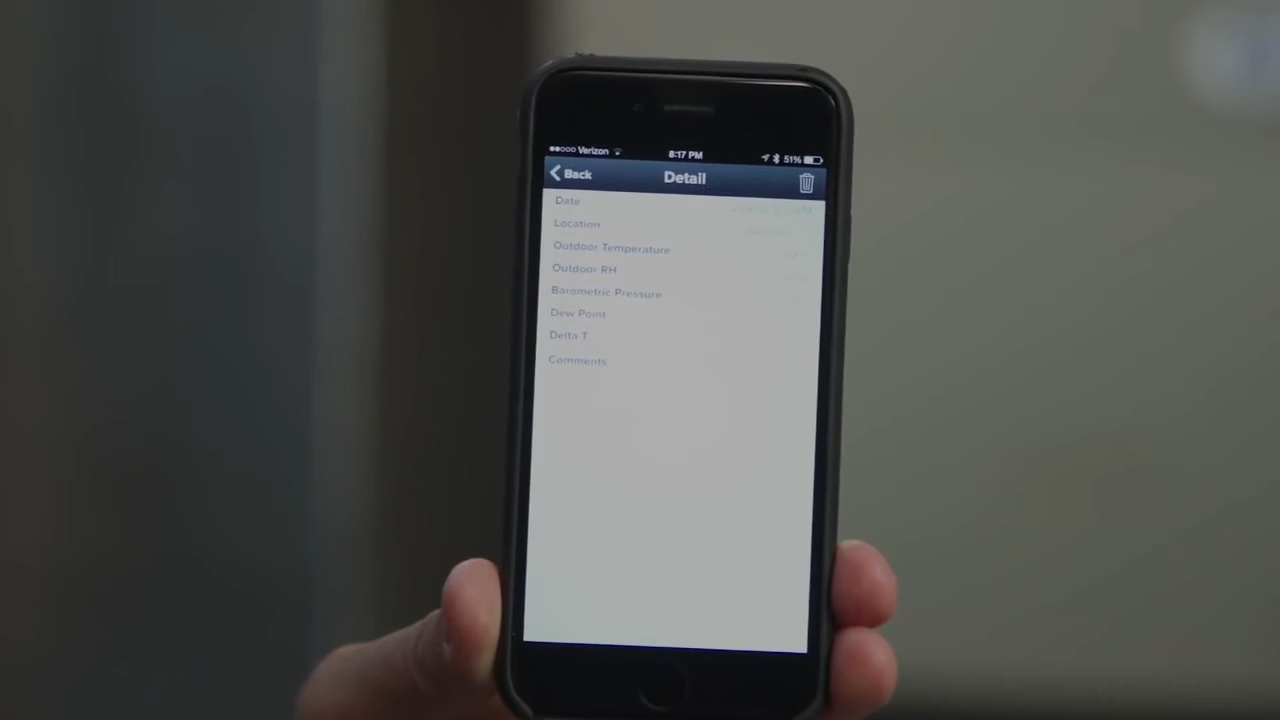 Verizon 8:17 PM 51%
Back Detail
Date
Location
Outdoor Temperature
Outdoor RH
Barometric Pressure
Dew Point
Delta T
Comments